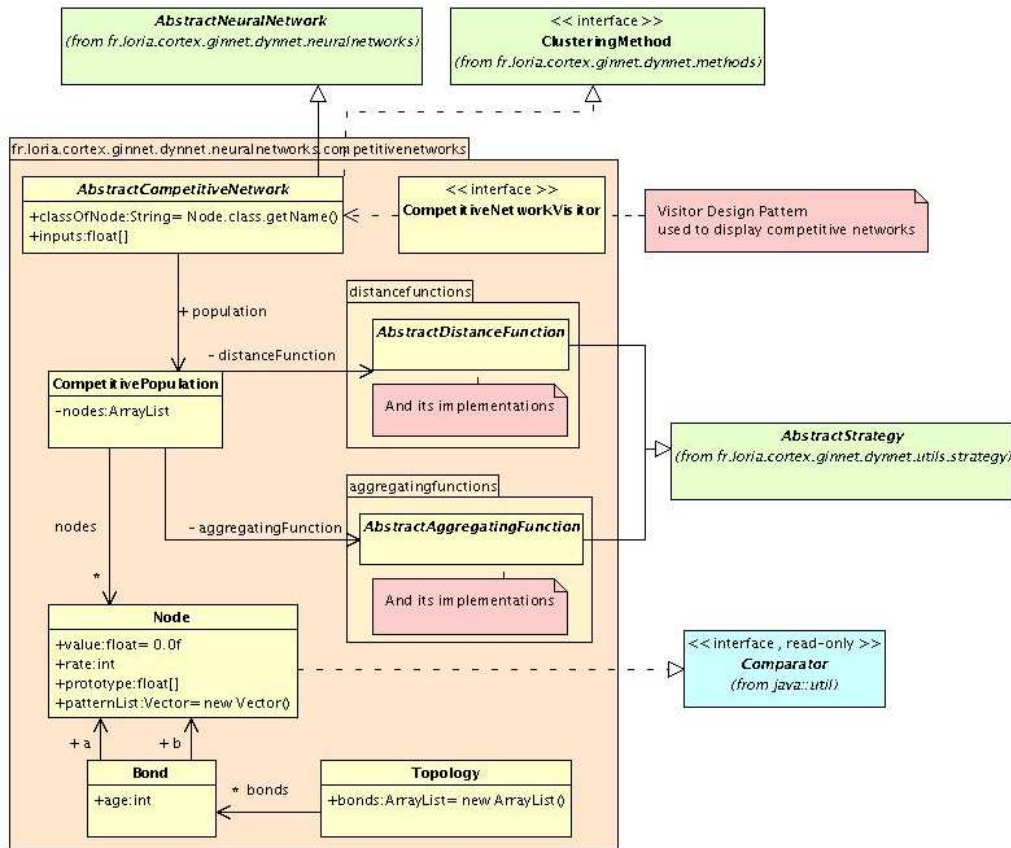 AbstractNeuralNetwork
(from fr.loria.cortex.ginnet.dynnet.neuralnetworks)
<< interface >>
ClusteringMethod
(from fr.loria.cortex.ginnet.dynnet.methods)
fr.loria.cortex.ginnet.dynnet.neuralnetworks.competitivenetworks
AbstractCompetitiveNetwork
+classOfNode:String= Node.class.getName()
+inputs:float[]
<< interface >>
CompetitiveNetworkVisitor
Visitor Design Pattern
used to display competitive networks
+ population
distancefunctions
AbstractDistanceFunction
And its implementations
- distanceFunction
CompetitivePopulation
-nodes:ArrayList
AbstractStrategy
(from fr.loria.cortex.ginnet.dynnet.utils.strategy)
aggregatingfunctions
AbstractAggregatingFunction
And its implementations
- aggregatingFunction
nodes
*
Node
+value:float= 0.0f
+rate:int
+prototype:float[]
+patternList:Vector= new Vector()
<< interface , read-only >>
Comparator
(from java::util)
+ a
+ b
Bond
+age:int
* bonds
Topology
+bonds:ArrayList= new ArrayList()